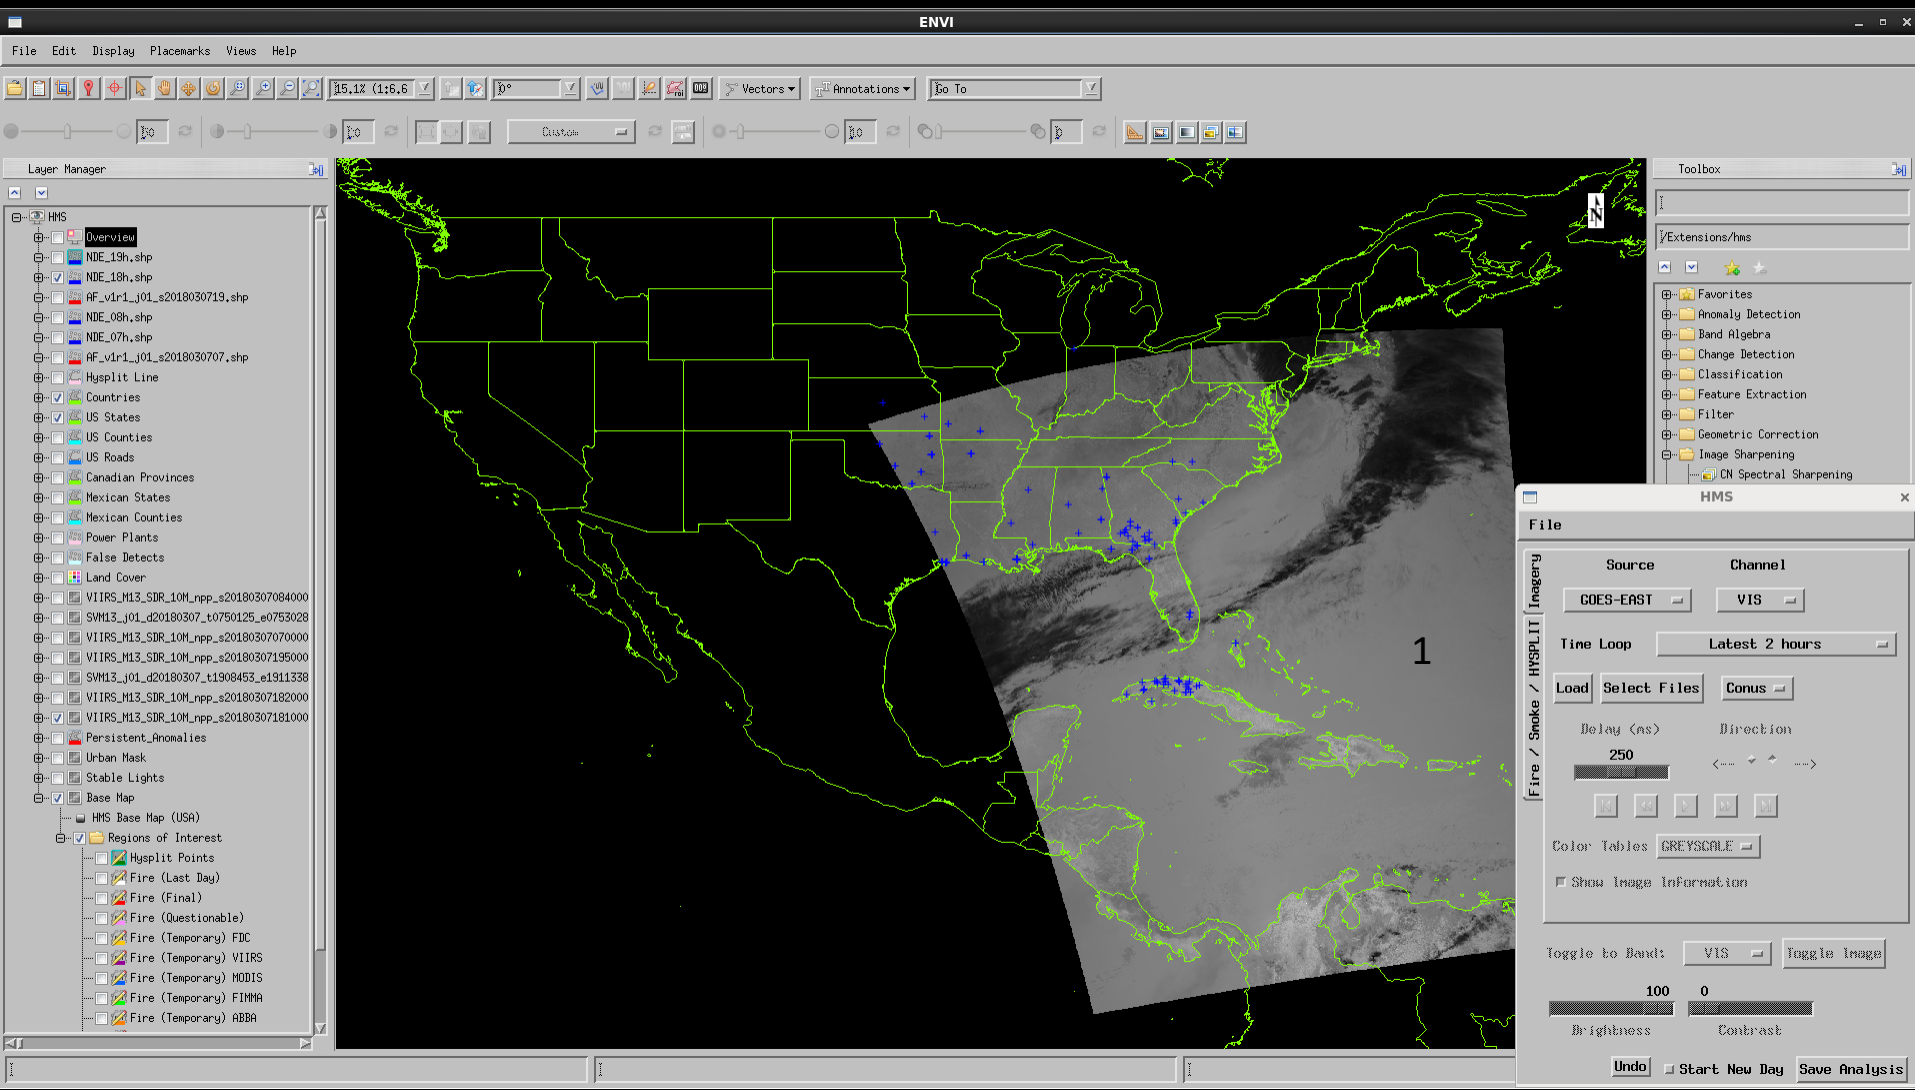 ENVI
File Edit Display Placemarks Views Help
15.1% (1:6.6 0° Vectors Annotations Go To
Custom
Layer Manager
HMS
Overview
NDE_19h.shp
NDE_18h.shp
AF_v1r1_j01_s2018030719.shp
NDE_08h.shp
NDE_07h.shp
AF_v1r1_j01_s2018030707.shp
Hysplit Line
Countries
US States
US Counties
US Roads
Canadian Provinces
Mexican States
Mexican Counties
Power Plants
False Detects
Land Cover
VIIRS_M13_SDR_10M_npp_s20180307084000
SVM13_j01_d20180307_t0750125_e0753028
VIIRS_M13_SDR_10M_npp_s20180307070000
VIIRS_M13_SDR_10M_npp_s20180307195000
SVM13_j01_d20180307_t1908453_e1911338
VIIRS_M13_SDR_10M_npp_s20180307182000
VIIRS_M13_SDR_10M_npp_s20180307181000
Persistent_Anomalies
Urban Mask
Stable Lights
Base Map
HMS Base Map (USA)
Regions of Interest
Hysplit Points
Fire (Last Day)
Fire (Final)
Fire (Questionable)
Fire (Temporary) FDC
Fire (Temporary) VIIRS
Fire (Temporary) MODIS
Fire (Temporary) FIMMA
Fire (Temporary) ABBA
N
1
Toolbox
/Extensions/hms
Favorites
Anomaly Detection
Band Algebra
Change Detection
Classification
Feature Extraction
Filter
Geometric Correction
Image Sharpening
CN Spectral Sharpening
HMS
File
Imagery
Fire / Smoke / HYSPLIT
Source Channel
GOES-EAST VIS
Time Loop Latest 2 hours
Load Select Files Conus
Delay (ms) Direction
250
<--- --->
Color Tables GREYSCALE
Show Image Information
Toggle to Band: VIS Toggle Image
100 0
Brightness Contrast
Undo Start New Day Save Analysis